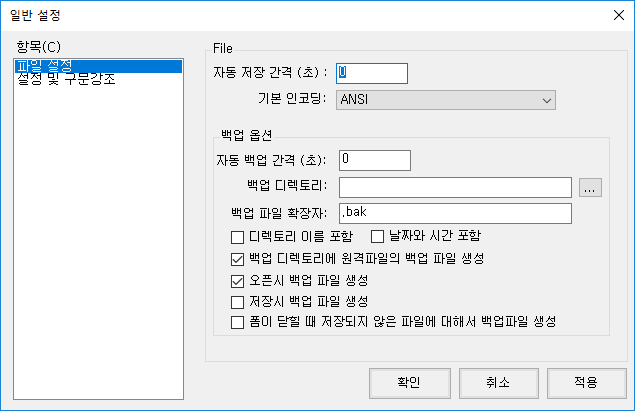 일반 설정
항목(C)
파일 설정
설정 및 구문강조
File
자동 저장 간격 (초) : 0
기본 인코딩: ANSI
백업 옵션
자동 백업 간격 (초): 0
백업 디렉토리: ...
백업 파일 확장자: .bak
디렉토리 이름 포함 날짜와 시간 포함
백업 디렉토리에 원격파일의 백업 파일 생성
오픈시 백업 파일 생성
저장시 백업 파일 생성
폼이 닫힐 때 저장되지 않은 파일에 대해서 백업파일 생성
확인 취소 적용